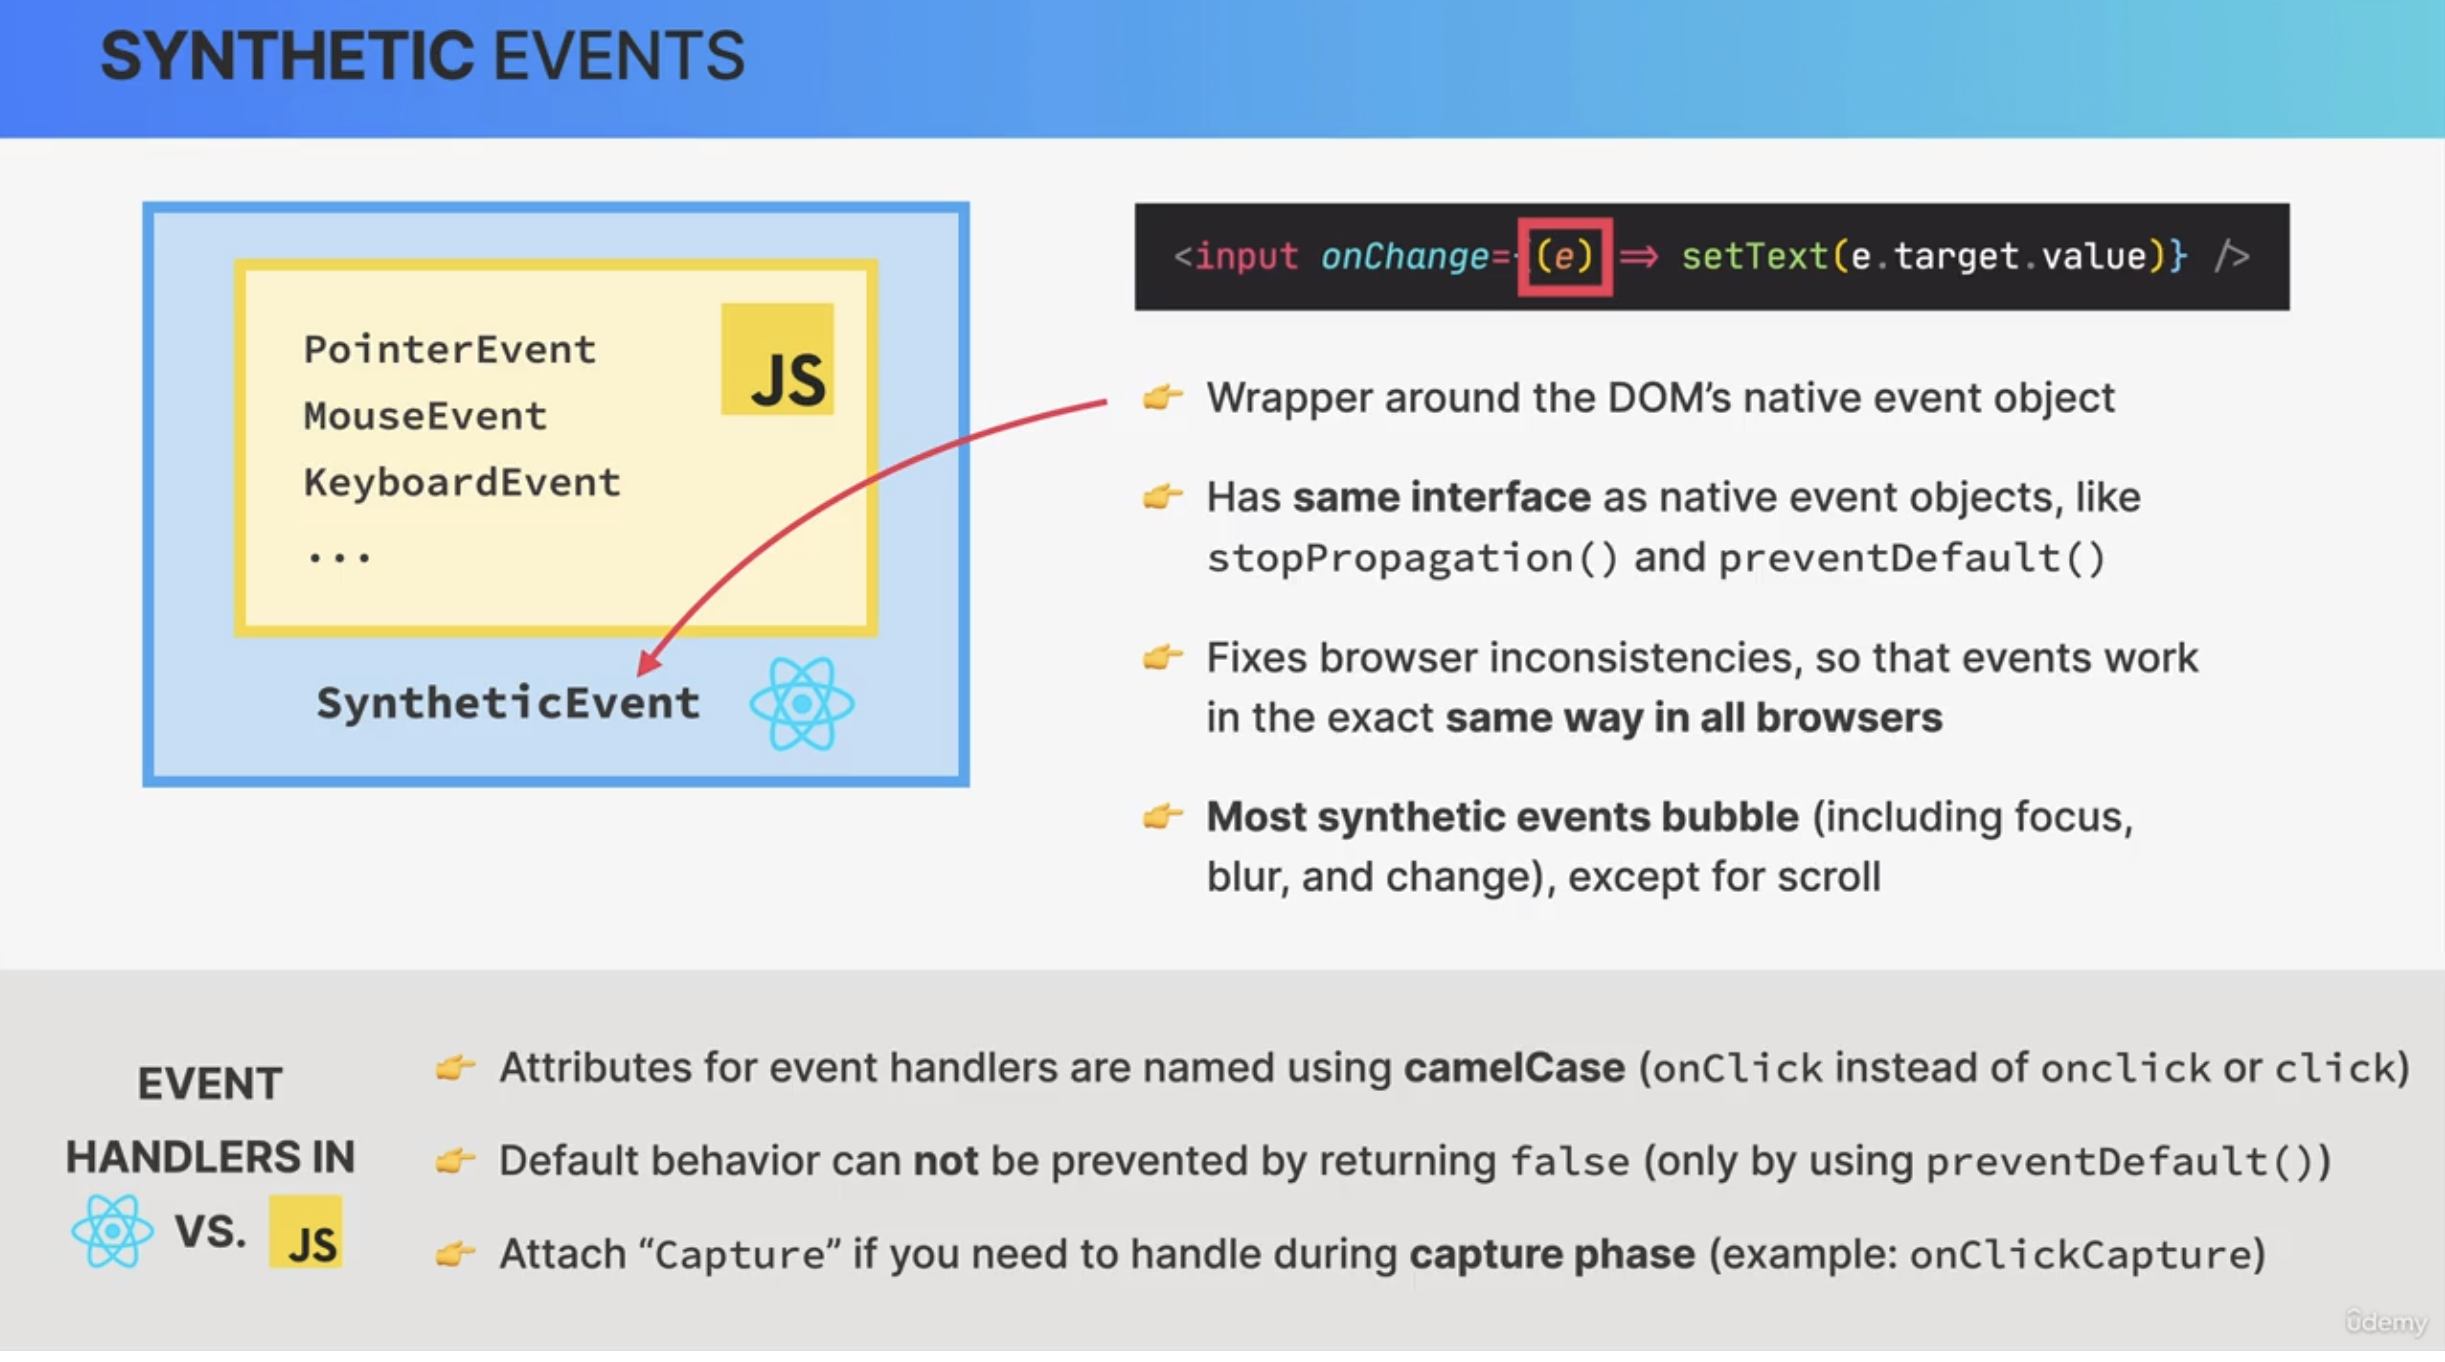 SYNTHETIC EVENTS
PointerEvent
MouseEvent
KeyboardEvent
...
JS
SyntheticEvent
<input onChange={(e) => setText(e.target.value)} />
👉 Wrapper around the DOM’s native event object
👉 Has same interface as native event objects, like
stopPropagation() and preventDefault()
👉 Fixes browser inconsistencies, so that events work
in the exact same way in all browsers
👉 Most synthetic events bubble (including focus,
blur, and change), except for scroll
EVENT
HANDLERS IN
VS. JS
👉 Attributes for event handlers are named using camelCase (onClick instead of onclick or click)
👉 Default behavior can not be prevented by returning false (only by using preventDefault())
👉 Attach “Capture” if you need to handle during capture phase (example: onClickCapture)
ûdemy